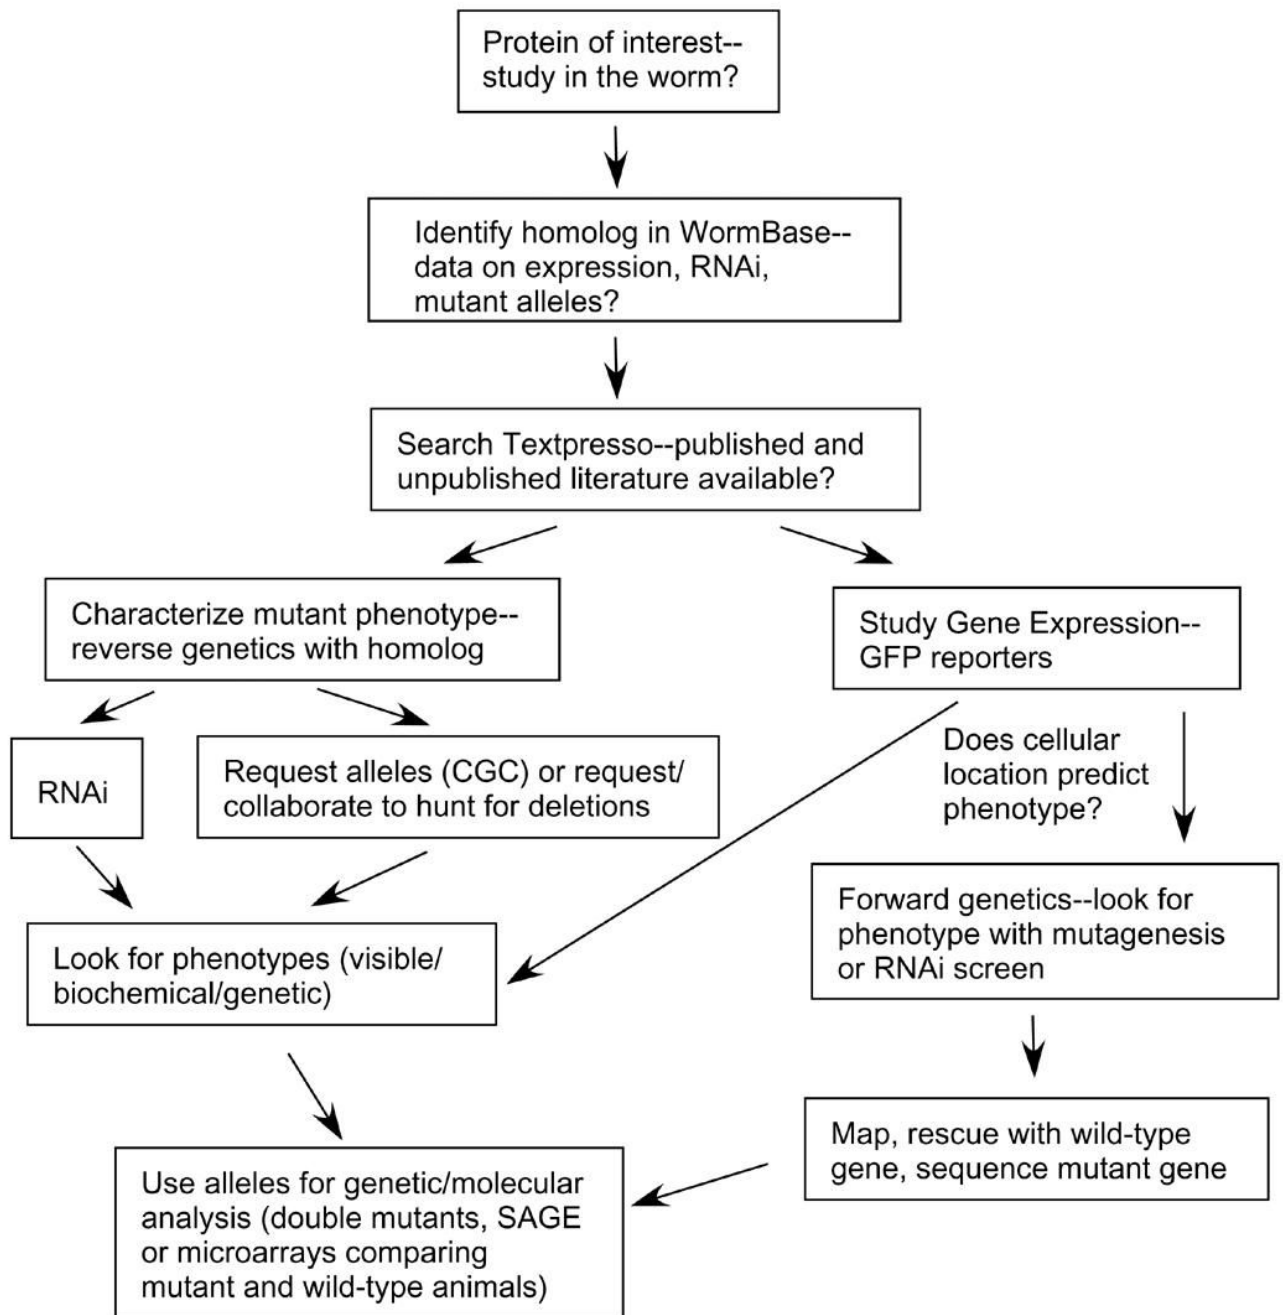 Protein of interest--
study in the worm?
Identify homolog in WormBase--
data on expression, RNAi,
mutant alleles?
Search Textpresso--published and
unpublished literature available?
Characterize mutant phenotype--
reverse genetics with homolog
Study Gene Expression--
GFP reporters
RNAi
Request alleles (CGC) or request/
collaborate to hunt for deletions
Does cellular
location predict
phenotype?
Look for phenotypes (visible/
biochemical/genetic)
Forward genetics--look for
phenotype with mutagenesis
or RNAi screen
Map, rescue with wild-type
gene, sequence mutant gene
Use alleles for genetic/molecular
analysis (double mutants, SAGE
or microarrays comparing
mutant and wild-type animals)